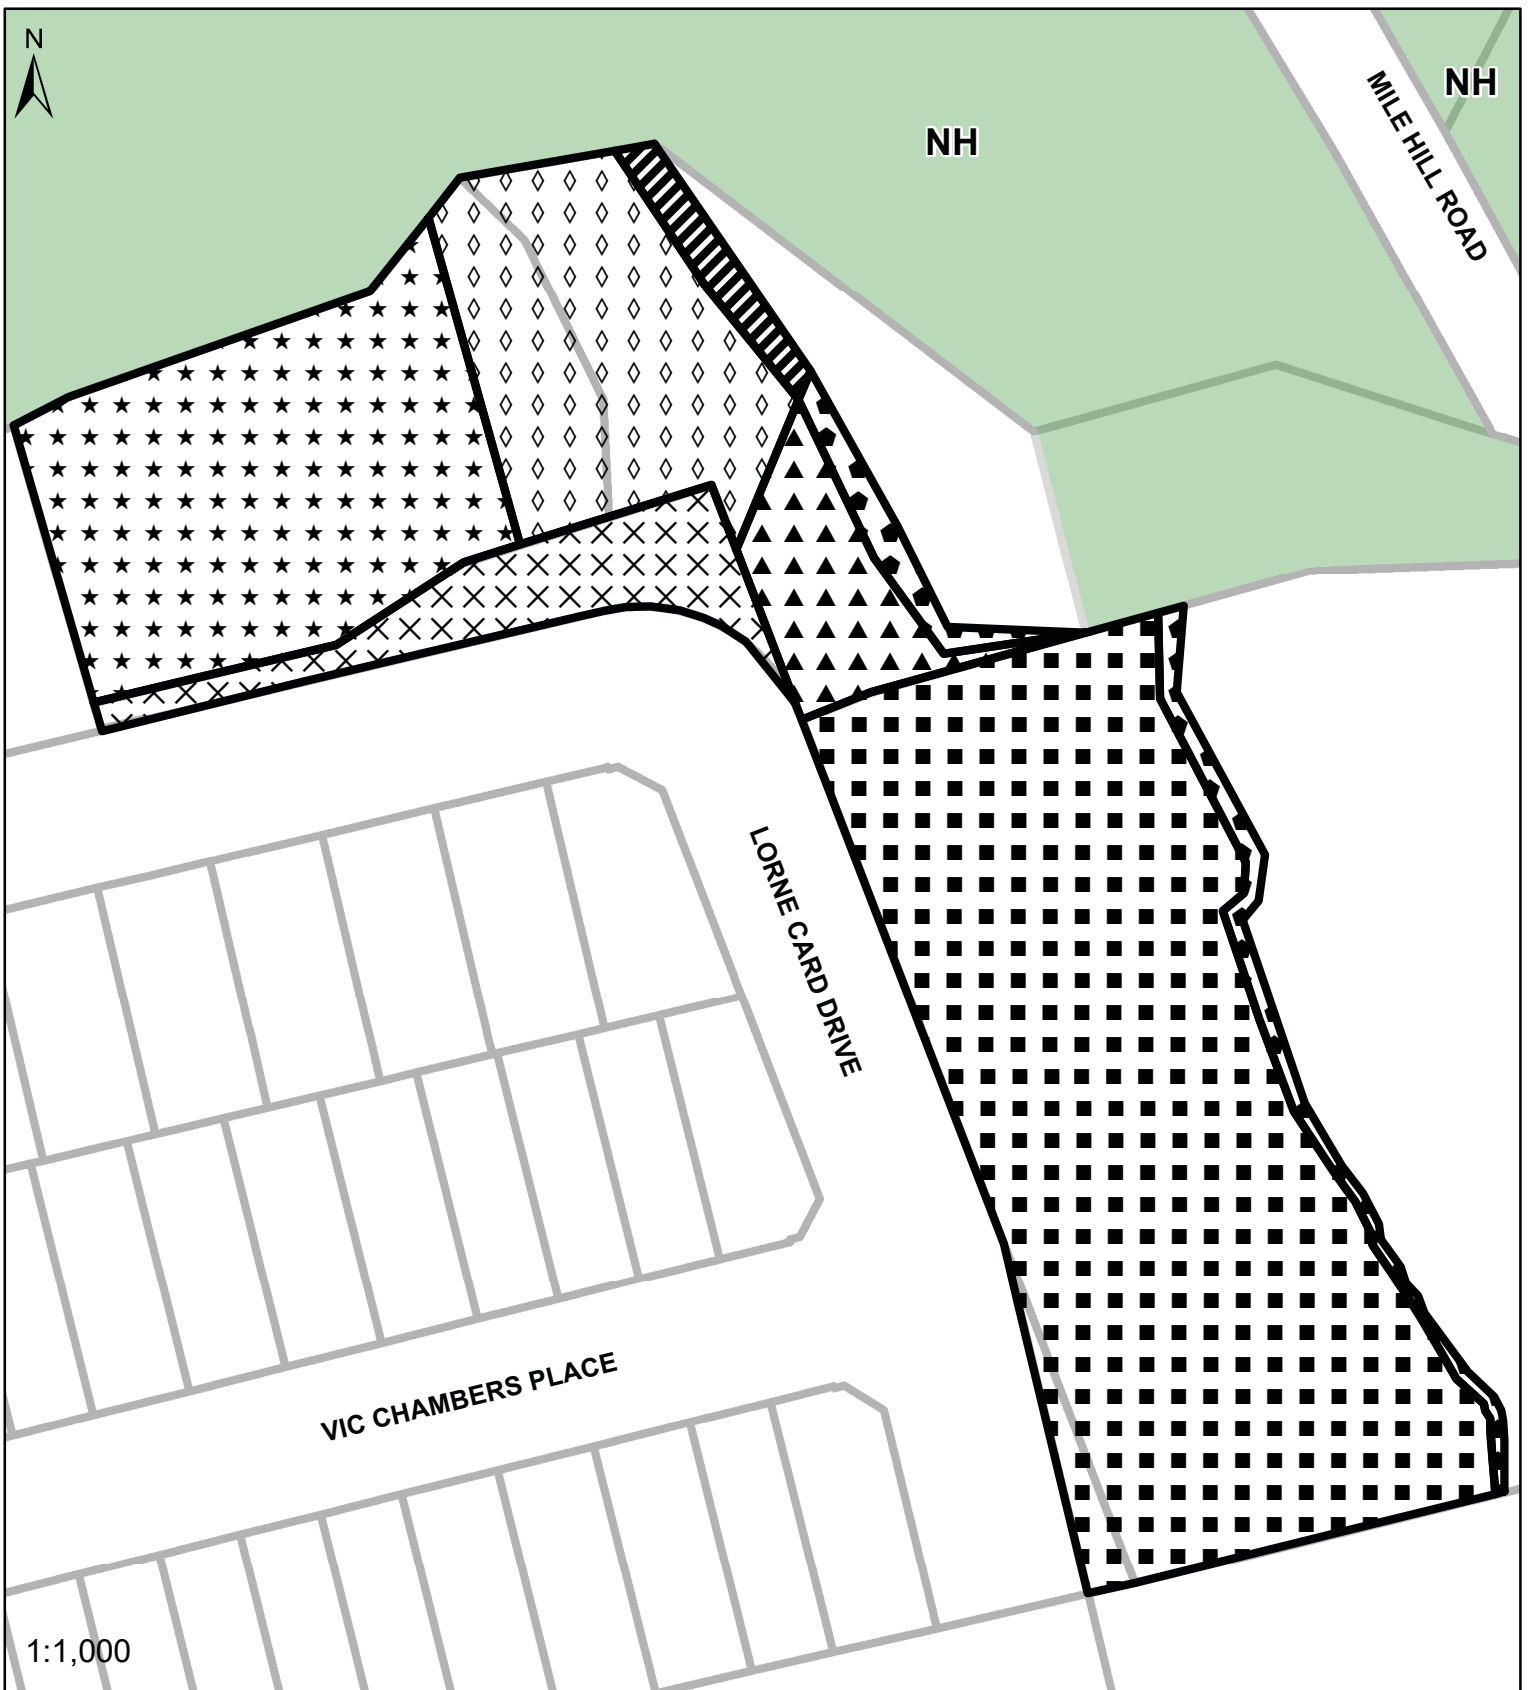 N
NH
NH
MILE HILL ROAD
LORNE CARD DRIVE
VIC CHAMBERS PLACE
1:1,000